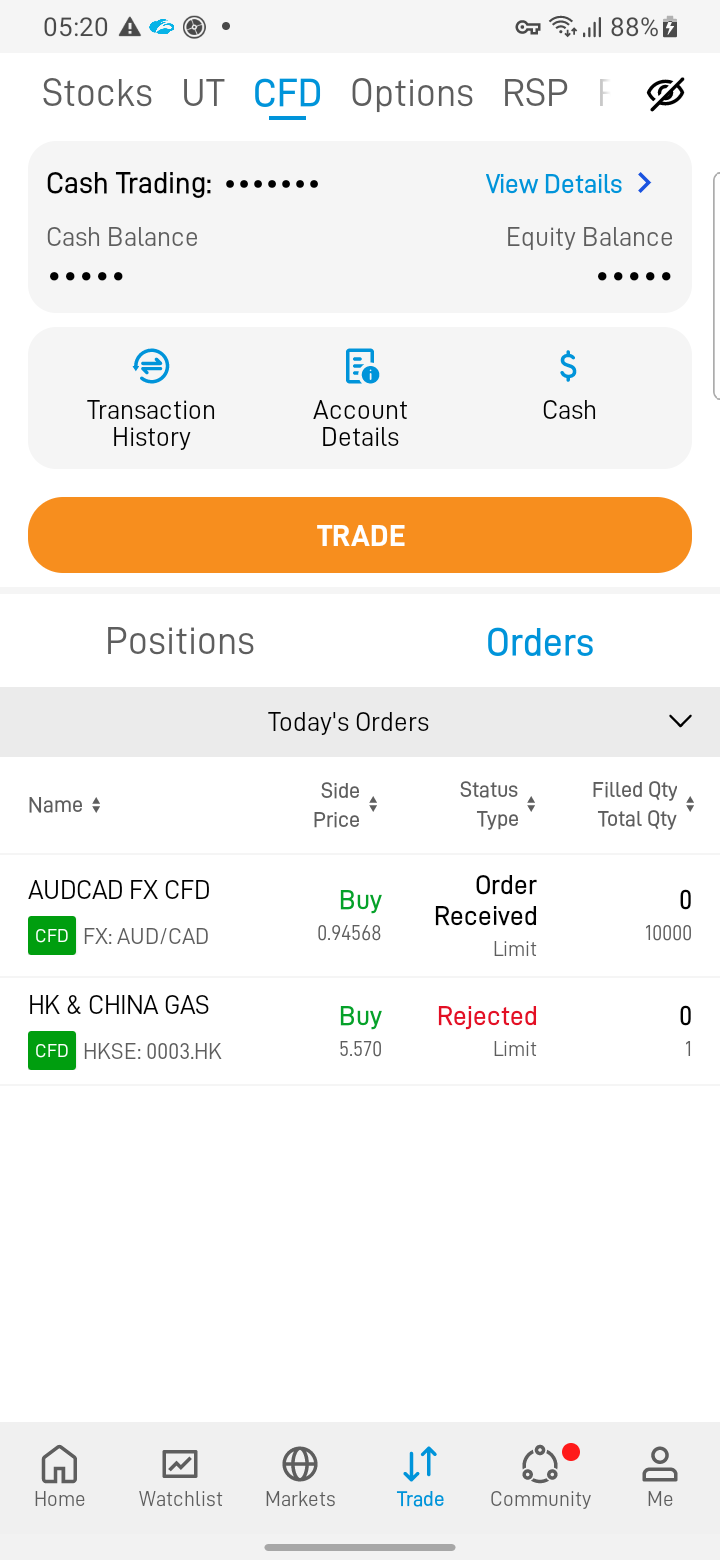 05:20
88%
Stocks UT CFD Options RSP
Cash Trading: •••••••
View Details
Cash Balance
Equity Balance
•••••
•••••
Transaction History
Account Details
Cash
$
TRADE
Positions
Orders
Today's Orders
Name
Side
Price
Status
Type
Filled Qty
Total Qty
AUDCAD FX CFD
CFD FX: AUD/CAD
Buy
0.94568
Order
Received
Limit
0
10000
HK & CHINA GAS
CFD HKSE: 0003.HK
Buy
5.570
Rejected
Limit
0
1
Home
Watchlist
Markets
Trade
Community
Me